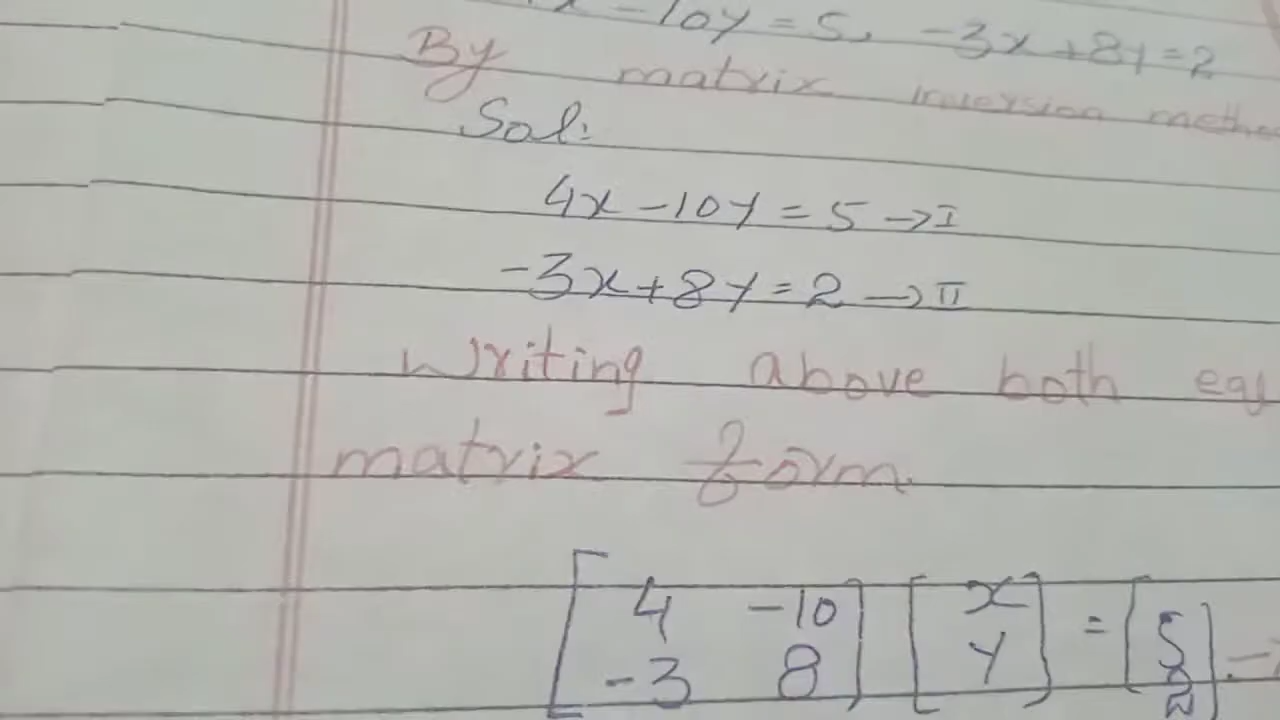 x -10y = 5, -3x+8y=2
By matrix inversion
Sol:
4x -10y = 5 → I
-3x+8y=2 → II
Writing above both
matrix form.
[4 -10] [x] = [5]
[-3 8] [y] [2]